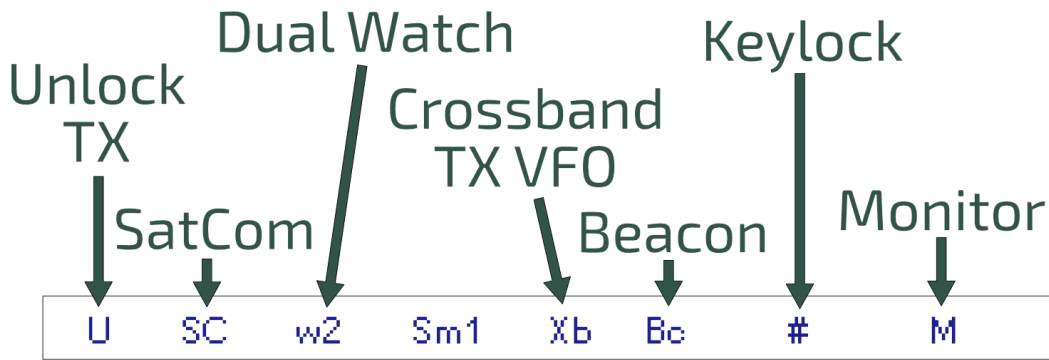 Dual Watch
Keylock
Unlock
TX
Crossband
TX VFO
SatCom
Beacon
Monitor
U SC w2 Sm1 Xb Bc # M